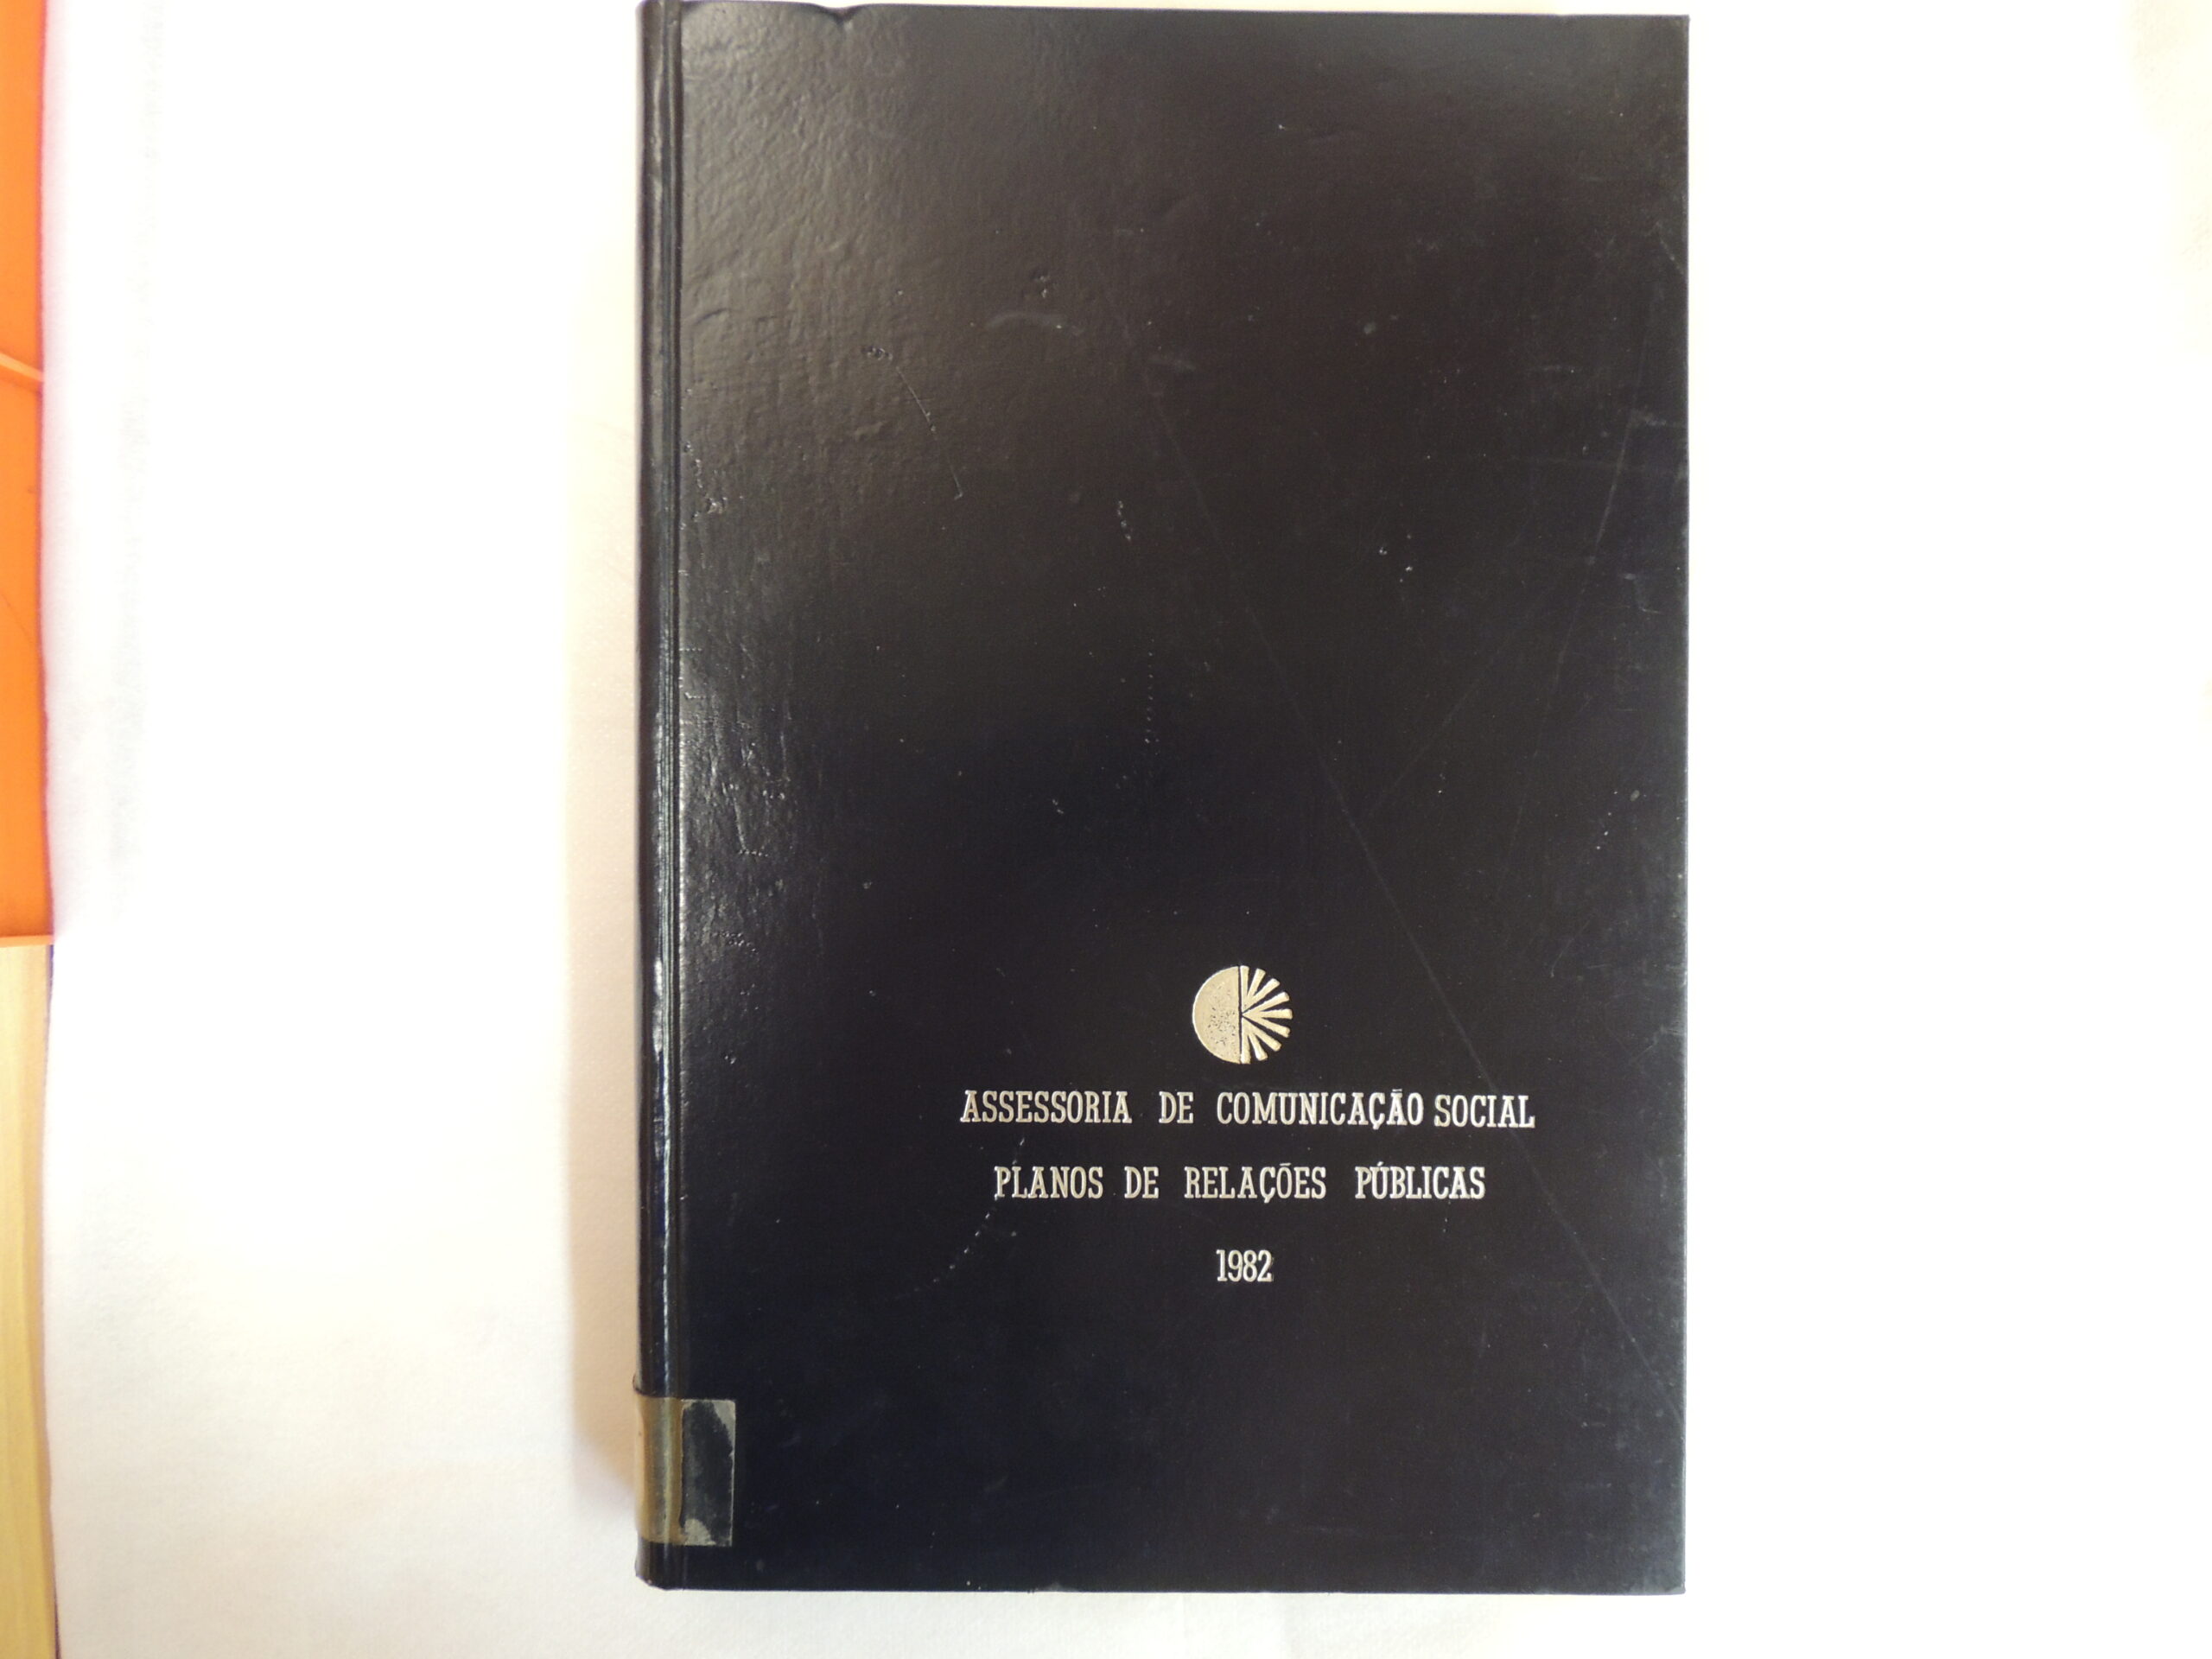 ASSESSORIA DE COMUNICAÇÃO SOCIAL
PLANOS DE RELAÇÕES PÚBLICAS
1982